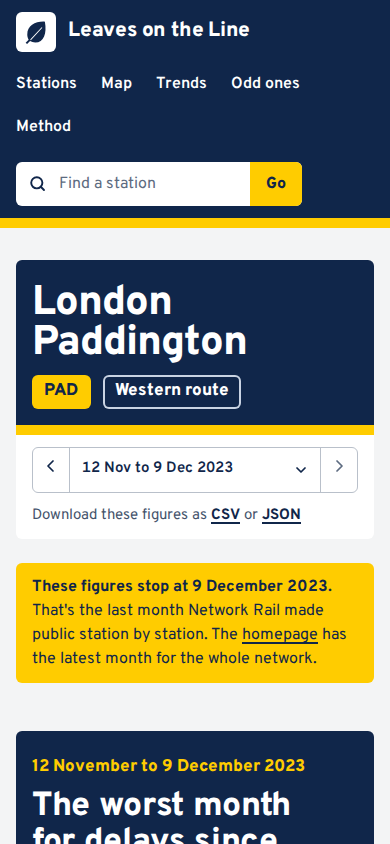 Leaves on the Line
Stations Map Trends Odd ones
Method
Find a station Go
London
Paddington
PAD Western route
12 Nov to 9 Dec 2023
Download these figures as CSV or JSON
These figures stop at 9 December 2023.
That's the last month Network Rail made
public station by station. The homepage has
the latest month for the whole network.
12 November to 9 December 2023
The worst month
for delays since